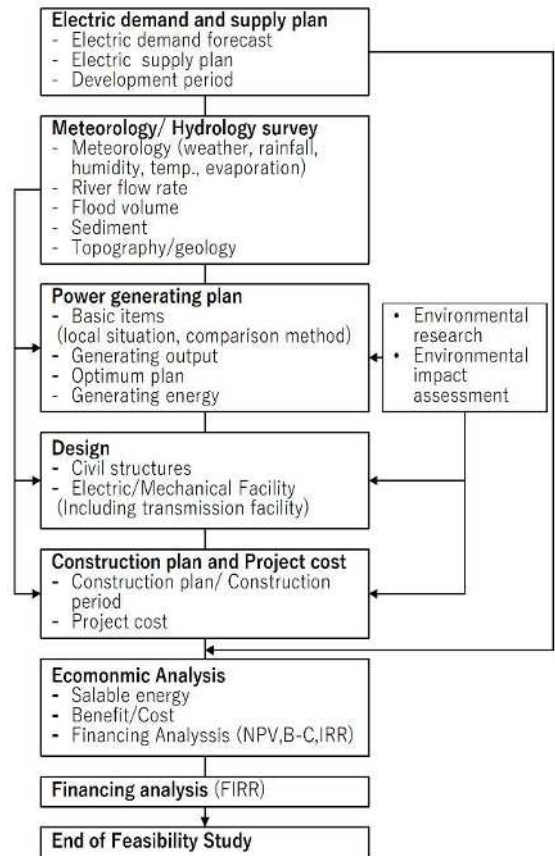 Electric demand and supply plan
- Electric demand forecast
- Electric supply plan
- Development period
Meteorology/ Hydrology survey
- Meteorology (weather, rainfall,
humidity, temp., evaporation)
- River flow rate
- Flood volume
- Sediment
- Topography/geology
Power generating plan
- Basic items
(local situation, comparison method)
- Generating output
- Optimum plan
- Generating energy
• Environmental
research
• Environmental
impact
assessment
Design
- Civil structures
- Electric/Mechanical Facility
(Including transmission facility)
Construction plan and Project cost
- Construction plan/ Construction
period
- Project cost
Ecomonmic Analysis
- Salable energy
- Benefit/Cost
- Financing Analyssis (NPV,B-C,IRR)
Financing analysis (FIRR)
End of Feasibility Study